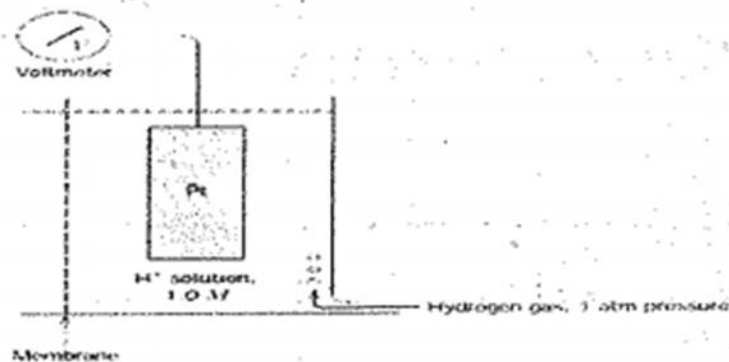 V
Voltmeter
Pt
H⁺ solution,
1.0 M
Hydrogen gas, 1 atm pressure
Membrane